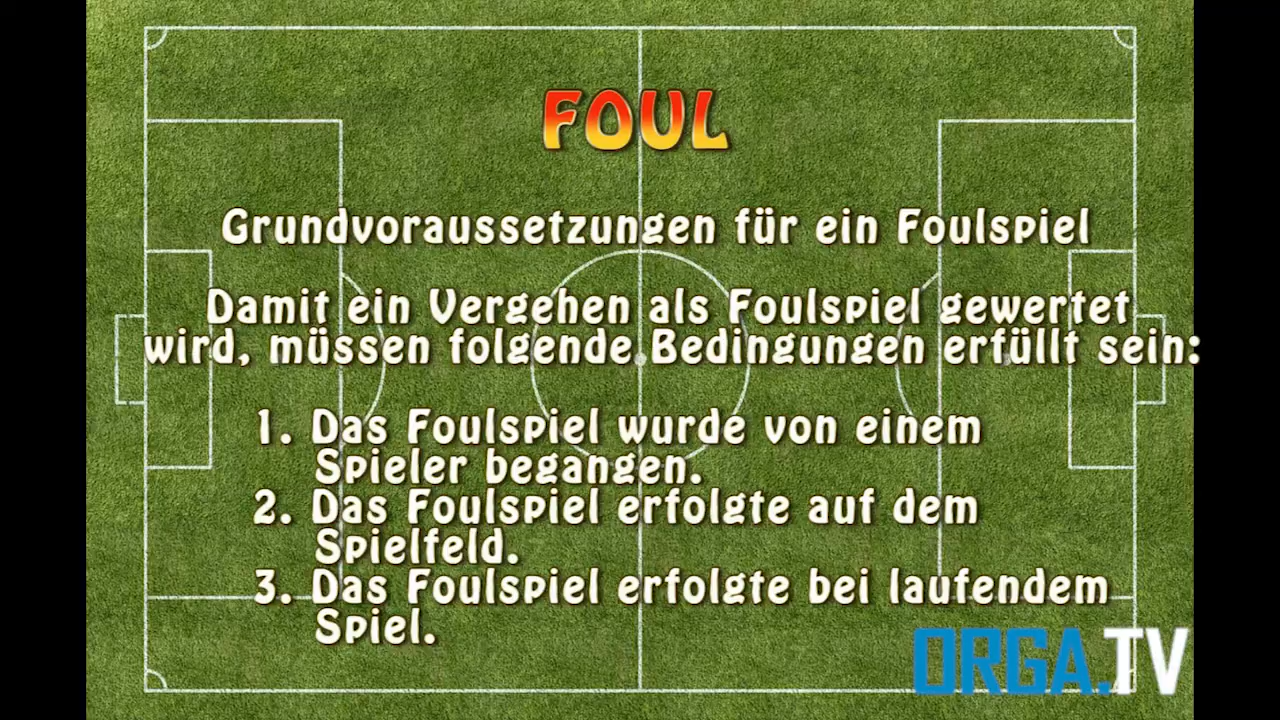 FOUL
Grundvoraussetzungen für ein Foulspiel
Damit ein Vergehen als Foulspiel gewertet
wird, müssen folgende Bedingungen erfüllt sein:
1. Das Foulspiel wurde von einem
Spieler begangen.
2. Das Foulspiel erfolgte auf dem
Spielfeld.
3. Das Foulspiel erfolgte bei laufendem
Spiel.
ORGA.TV